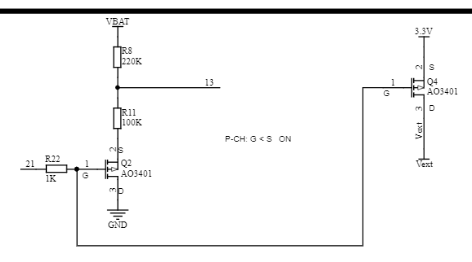 VBAT
3.3V
R8
220K
13
2 S
1
Q4
G
AO3401
R11
100K
3 D
P-CH: G < S ON
Vext
2 S
21
R22
1
Q2
G
AO3401
Vext
1K
3 D
GND